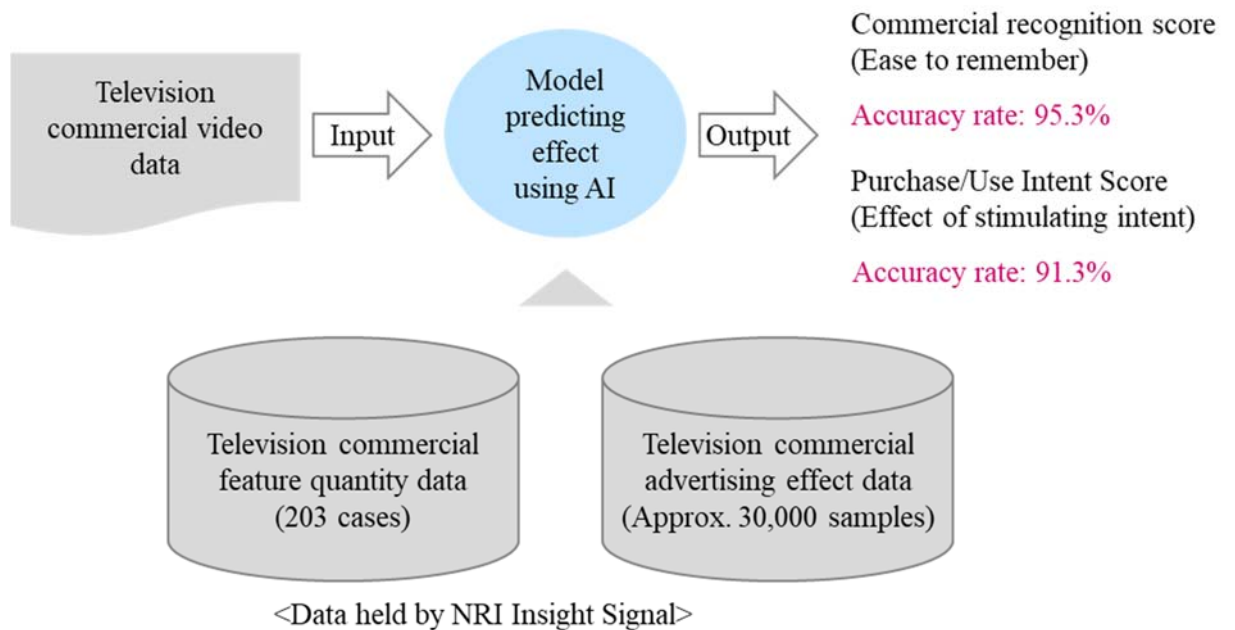 Television
commercial video
data
Input
Model
predicting
effect
using AI
Output
Commercial recognition score
(Ease to remember)
Accuracy rate: 95.3%
Purchase/Use Intent Score
(Effect of stimulating intent)
Accuracy rate: 91.3%
Television commercial
feature quantity data
(203 cases)
Television commercial
advertising effect data
(Approx. 30,000 samples)
<Data held by NRI Insight Signal>